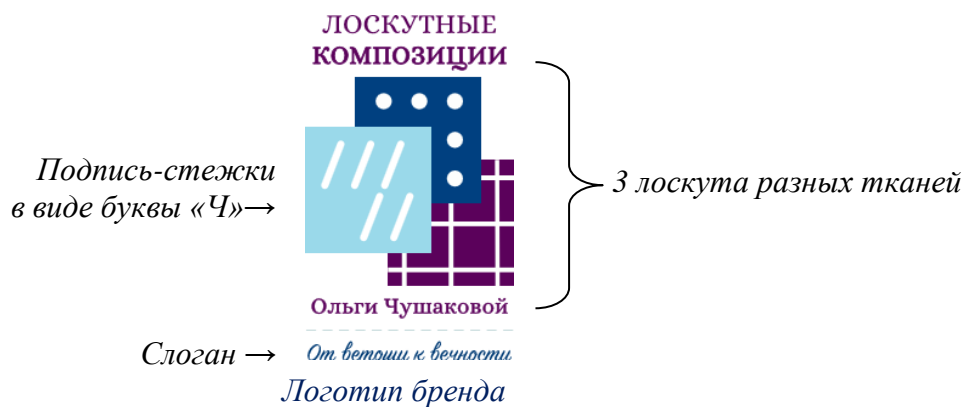 ЛОСКУТНЫЕ
КОМПОЗИЦИИ
Подпись-стежки
в виде буквы «Ч»→
3 лоскута разных тканей
Ольги Чушаковой
Слоган →
От ветоши к вечности
Логотип бренда